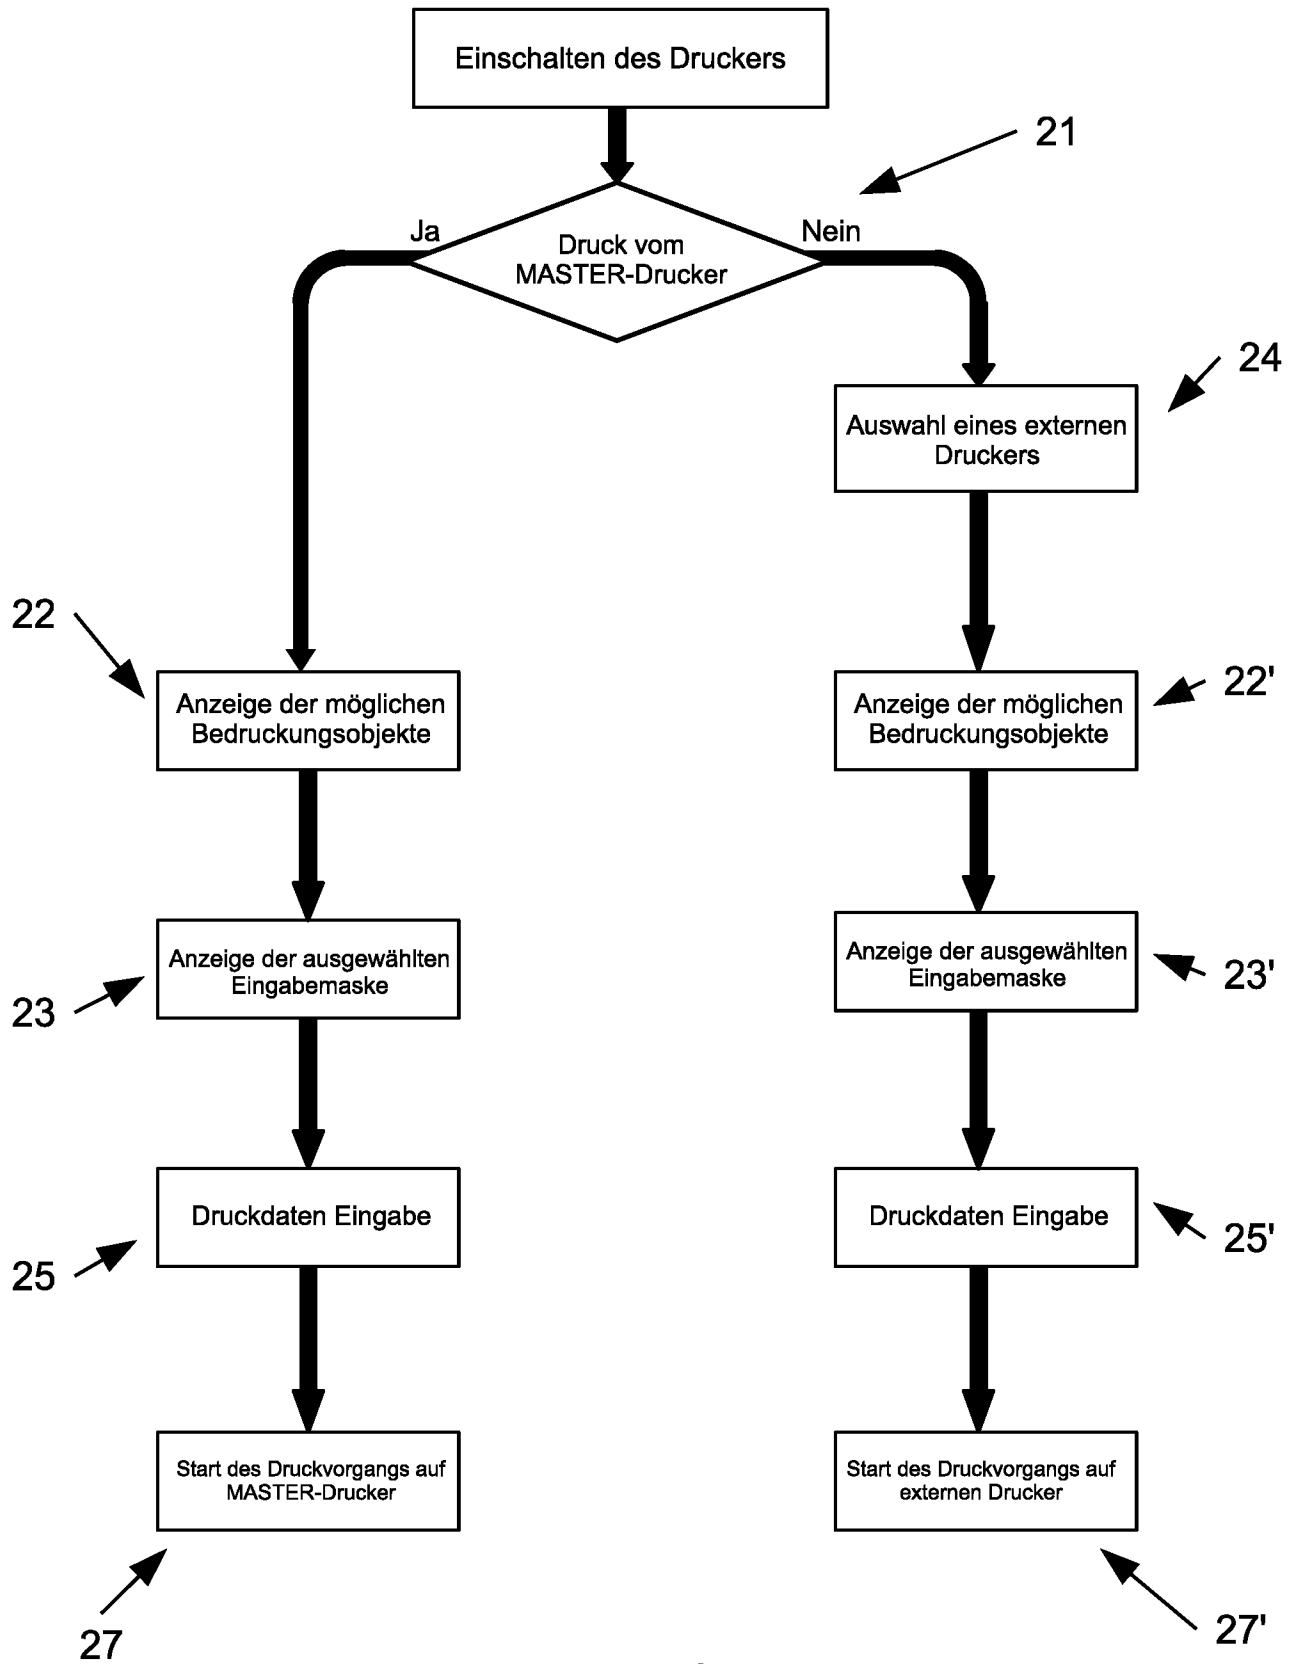 Einschalten des Druckers
21
Ja
Nein
Druck vom
MASTER-Drucker
24
Auswahl eines externen
Druckers
22
Anzeige der möglichen
Bedruckungsobjekte
Anzeige der möglichen
Bedruckungsobjekte
22'
Anzeige der ausgewählten
Eingabemaske
23
Anzeige der ausgewählten
Eingabemaske
23'
Druckdaten Eingabe
25
Druckdaten Eingabe
25'
Start des Druckvorgangs auf
MASTER-Drucker
27
Start des Druckvorgangs auf
externen Drucker
27'